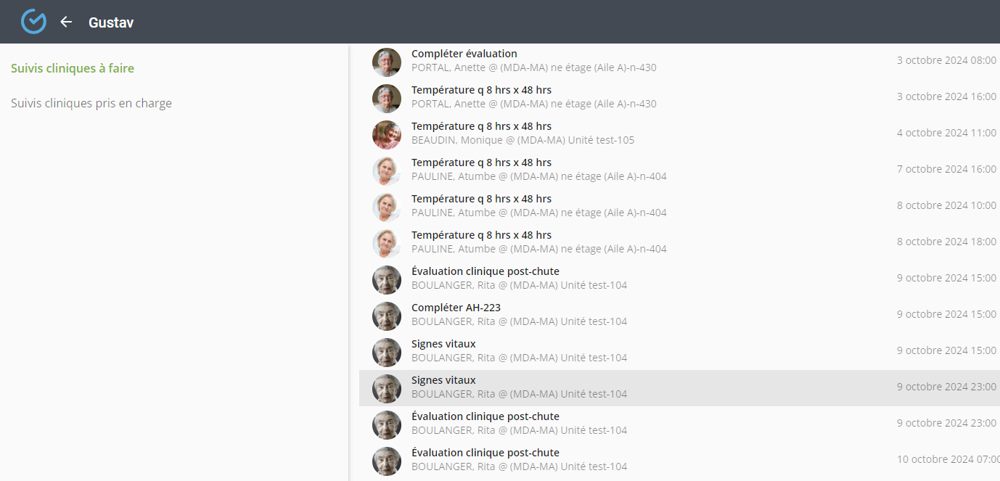 Gustav
Suivis cliniques à faire
Suivis cliniques pris en charge
Compléter évaluation
PORTAL, Anette @ (MDA-MA) ne étage (Aile A)-n-430
3 octobre 2024 08:00
Température q 8 hrs x 48 hrs
PORTAL, Anette @ (MDA-MA) ne étage (Aile A)-n-430
3 octobre 2024 16:00
Température q 8 hrs x 48 hrs
BEAUDIN, Monique @ (MDA-MA) Unité test-105
4 octobre 2024 11:00
Température q 8 hrs x 48 hrs
PAULINE, Atumbe @ (MDA-MA) ne étage (Aile A)-n-404
7 octobre 2024 16:00
Température q 8 hrs x 48 hrs
PAULINE, Atumbe @ (MDA-MA) ne étage (Aile A)-n-404
8 octobre 2024 10:00
Température q 8 hrs x 48 hrs
PAULINE, Atumbe @ (MDA-MA) ne étage (Aile A)-n-404
8 octobre 2024 18:00
Évaluation clinique post-chute
BOULANGER, Rita @ (MDA-MA) Unité test-104
9 octobre 2024 15:00
Compléter AH-223
BOULANGER, Rita @ (MDA-MA) Unité test-104
9 octobre 2024 15:00
Signes vitaux
BOULANGER, Rita @ (MDA-MA) Unité test-104
9 octobre 2024 15:00
Signes vitaux
BOULANGER, Rita @ (MDA-MA) Unité test-104
9 octobre 2024 23:00
Évaluation clinique post-chute
BOULANGER, Rita @ (MDA-MA) Unité test-104
9 octobre 2024 23:00
Évaluation clinique post-chute
BOULANGER, Rita @ (MDA-MA) Unité test-104
10 octobre 2024 07:00